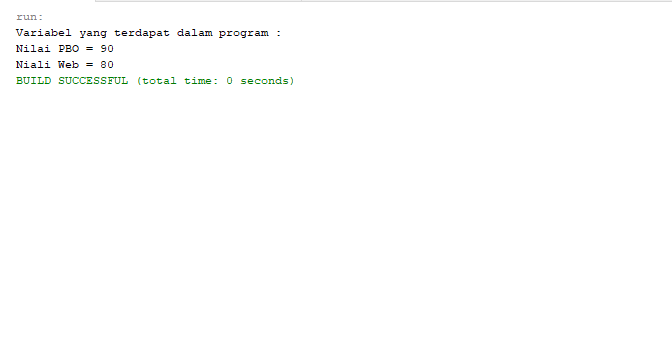 run:
Variabel yang terdapat dalam program :
Nilai PBO = 90
Niali Web = 80
BUILD SUCCESSFUL (total time: 0 seconds)